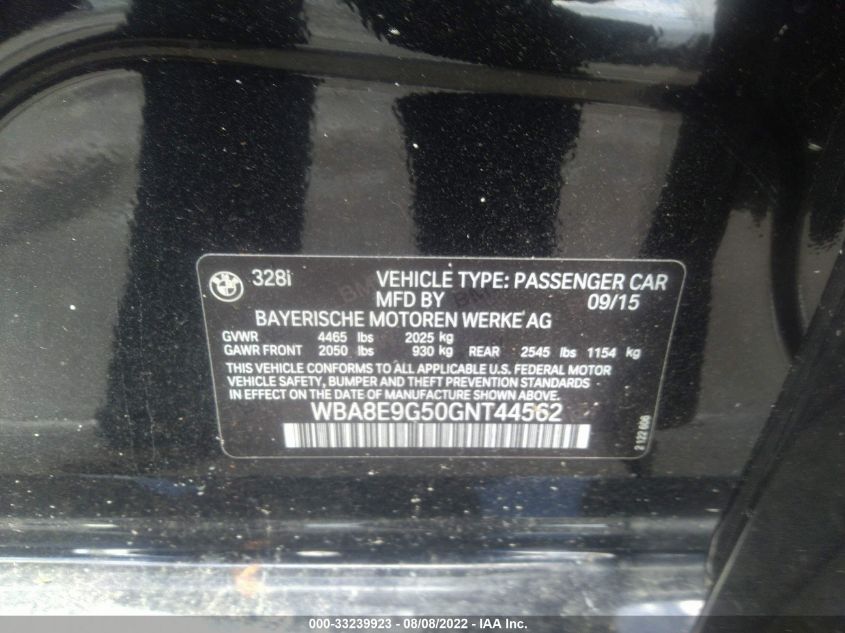 328i VEHICLE TYPE: PASSENGER CAR
MFD BY 09/15
BAYERISCHE MOTOREN WERKE AG
GVWR 4465 lbs 2025 kg
GAWR FRONT 2050 lbs 930 kg REAR 2545 lbs 1154 kg
THIS VEHICLE CONFORMS TO ALL APPLICABLE U.S. FEDERAL MOTOR
VEHICLE SAFETY, BUMPER AND THEFT PREVENTION STANDARDS
IN EFFECT ON THE DATE OF MANUFACTURE SHOWN ABOVE.
WBA8E9G50GNT44562
000-33239923 - 08/08/2022 - IAA Inc.